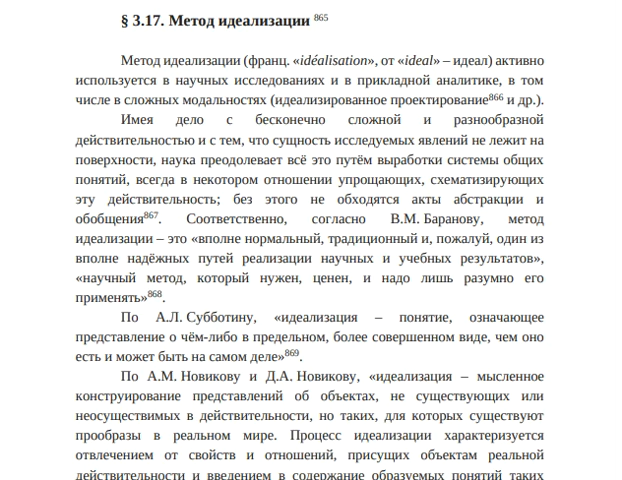 § 3.17. Метод идеализации 865
Метод идеализации (франц. «idéalisation», от «ideal» – идеал) активно
используется в научных исследованиях и в прикладной аналитике, в том
числе в сложных модальностях (идеализированное проектирование866 и др.).
Имея дело с бесконечно сложной и разнообразной
действительностью и с тем, что сущность исследуемых явлений не лежит на
поверхности, наука преодолевает всё это путём выработки системы общих
понятий, всегда в некотором отношении упрощающих, схематизирующих
эту действительность; без этого не обходятся акты абстракции и
обобщения867. Соответственно, согласно В.М. Баранову, метод
идеализации – это «вполне нормальный, традиционный и, пожалуй, один из
вполне надёжных путей реализации научных и учебных результатов»,
«научный метод, который нужен, ценен, и надо лишь разумно его
применять»868.
По А.Л. Субботину, «идеализация – понятие, означающее
представление о чём-либо в предельном, более совершенном виде, чем оно
есть и может быть на самом деле»869.
По А.М. Новикову и Д.А. Новикову, «идеализация – мысленное
конструирование представлений об объектах, не существующих или
неосуществимых в действительности, но таких, для которых существуют
прообразы в реальном мире. Процесс идеализации характеризуется
отвлечением от свойств и отношений, присущих объектам реальной
действительности и введением в содержание образуемых понятий таких